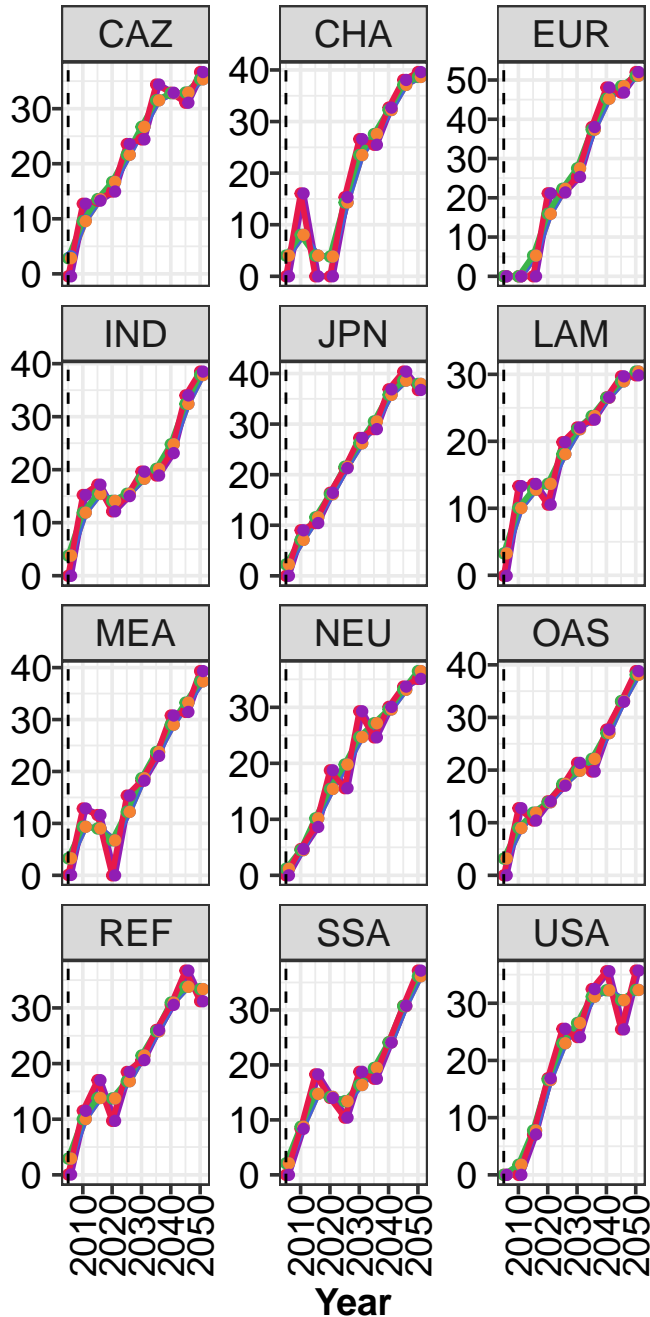 CAZ CHA EUR
30 40 50
20 30 40
10 20 30
0 10 20
0 10
0
IND JPN LAM
40 40 30
30 30 20
20 20 10
10 10 0
0 0
MEA NEU OAS
40 30 40
30 20 30
20 10 20
10 0 10
0 0
REF SSA USA
30 30 30
20 20 20
10 10 10
0 0 0
2010 2020 2030 2040 2050 2010 2020 2030 2040 2050 2010 2020 2030 2040 2050
Year